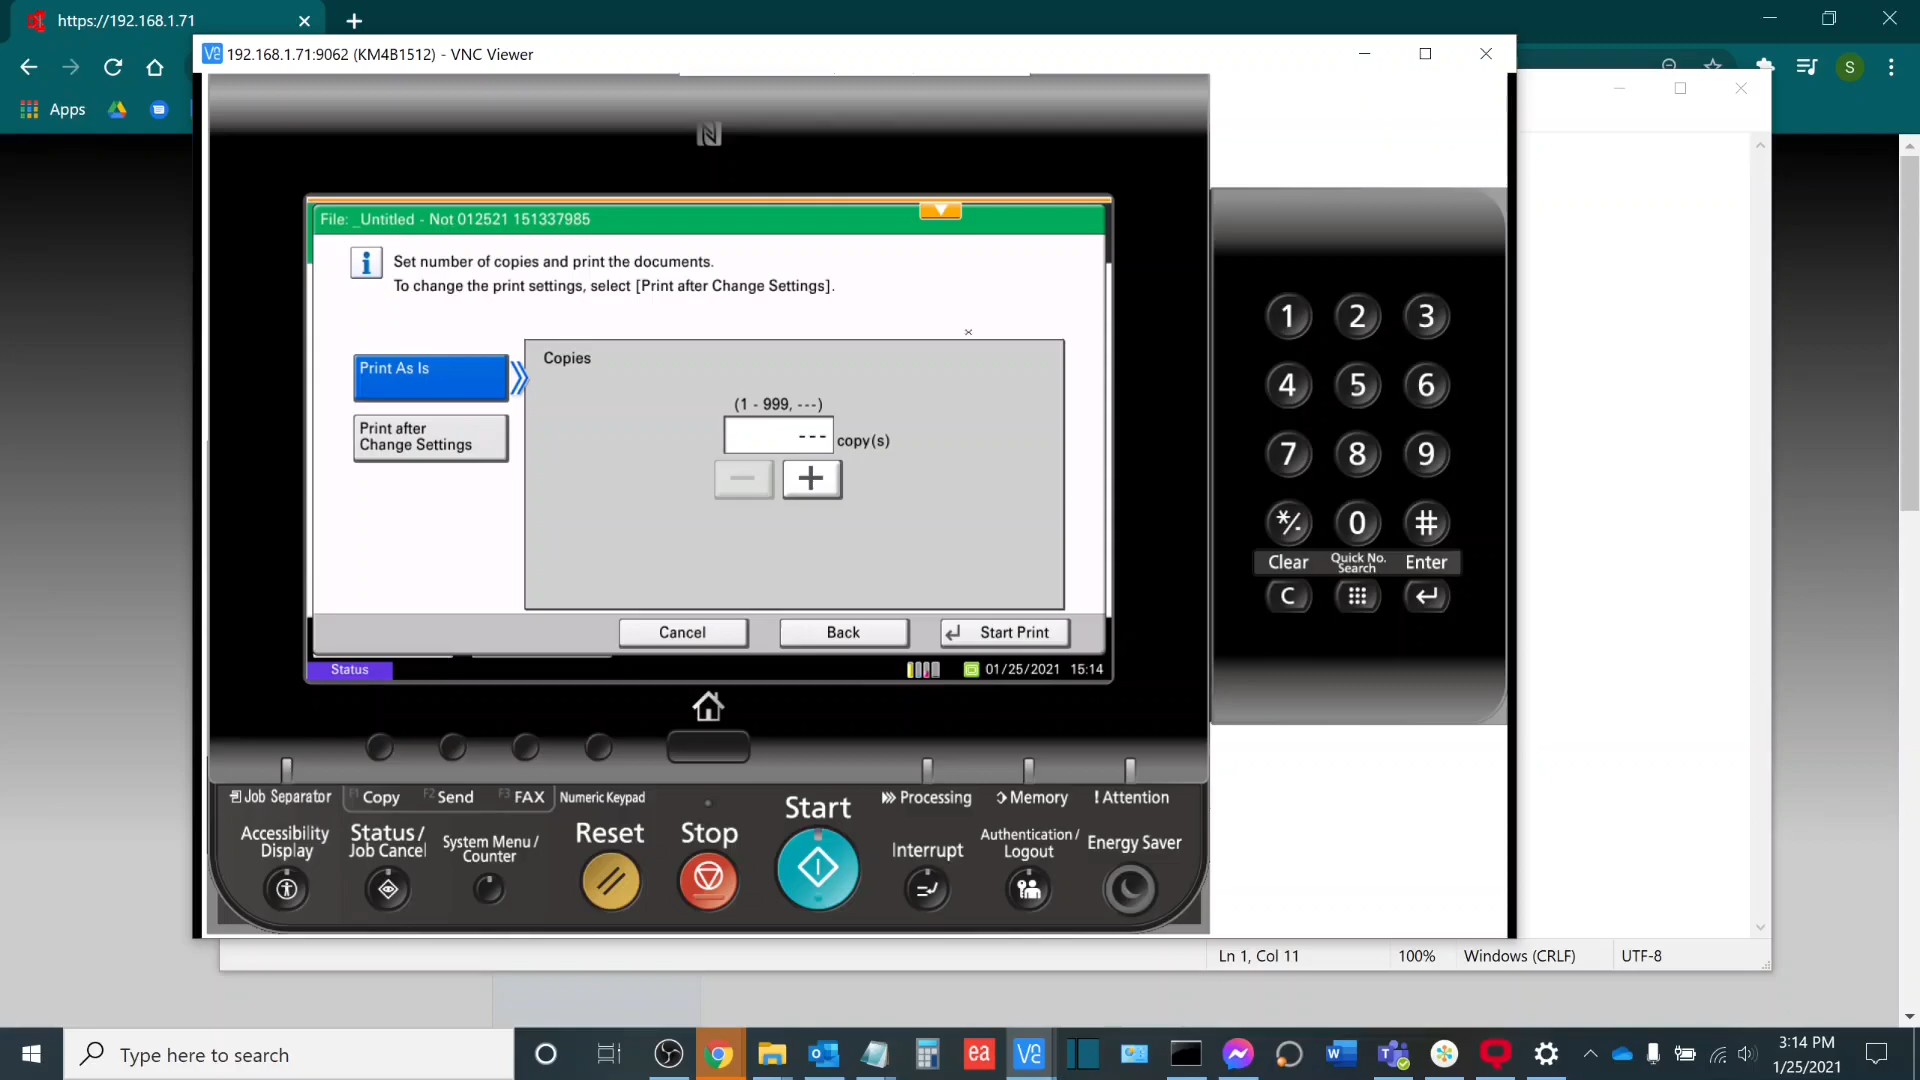 https://192.168.1.71
192.168.1.71:9062 (KM4B1512) - VNC Viewer
S
Apps
File: _Untitled - Not 012521 151337985
Set number of copies and print the documents.
To change the print settings, select [Print after Change Settings].
Print As Is
Print after
Change Settings
Copies
(1 - 999, ---)
--- copy(s)
Cancel
Back
Start Print
Status
01/25/2021 15:14
1 2 3
4 5 6
7 8 9
*/. 0 #
Clear
Quick No.
Search
Enter
C
Job Separator
F1 Copy
F2 Send
F3 FAX
Numeric Keypad
Accessibility
Display
Status/
Job Cancel
System Menu/
Counter
Reset
Stop
Start
Processing
Memory
Attention
Interrupt
Authentication/
Logout
Energy Saver
Ln 1, Col 11
100%
Windows (CRLF)
UTF-8
Type here to search
ea
3:14 PM
1/25/2021